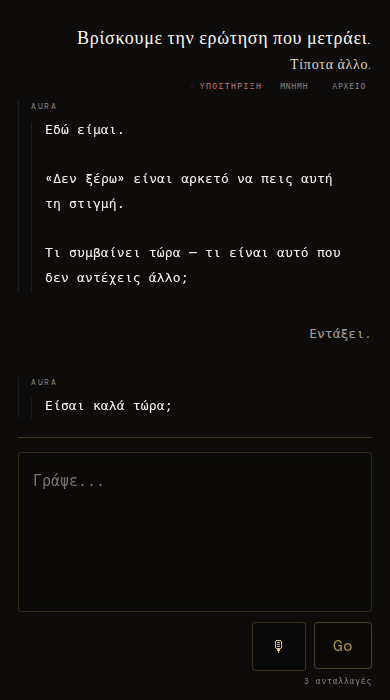 Βρίσκουμε την ερώτηση που μετράει.
Τίποτα άλλο.
ΥΠΟΣΤΗΡΙΞΗ ΜΝΗΜΗ ΑΡΧΕΙΟ
AURA
Εδώ είμαι.
«Δεν ξέρω» είναι αρκετό να πεις αυτή
τη στιγμή.
Τι συμβαίνει τώρα — τι είναι αυτό που
δεν αντέχεις άλλο;
Εντάξει.
AURA
Είσαι καλά τώρα;
Γράψε...
Go
3 ανταλλαγές